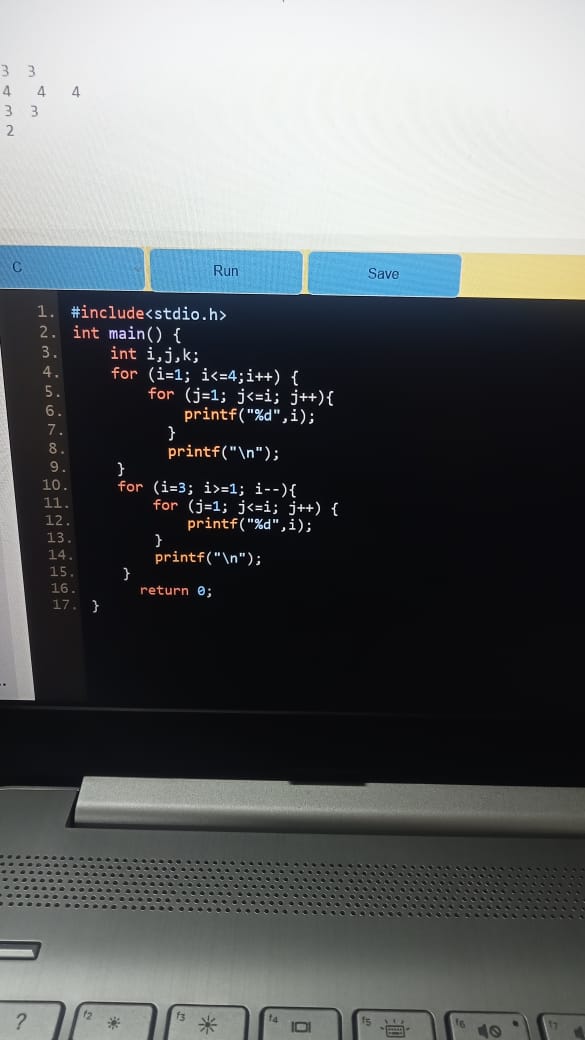 3 3
4 4 4
3 3
2
C Run Save
1. #include<stdio.h>
2. int main() {
3. int i,j,k;
4. for (i=1; i<=4;i++) {
5. for (j=1; j<=i; j++){
6. printf("%d",i);
7. }
8. printf("\n");
9. }
10. for (i=3; i>=1; i--){
11. for (j=1; j<=i; j++) {
12. printf("%d",i);
13. }
14. printf("\n");
15. }
16. return 0;
17. }
? f2 f3 f4 f5 f6 f7